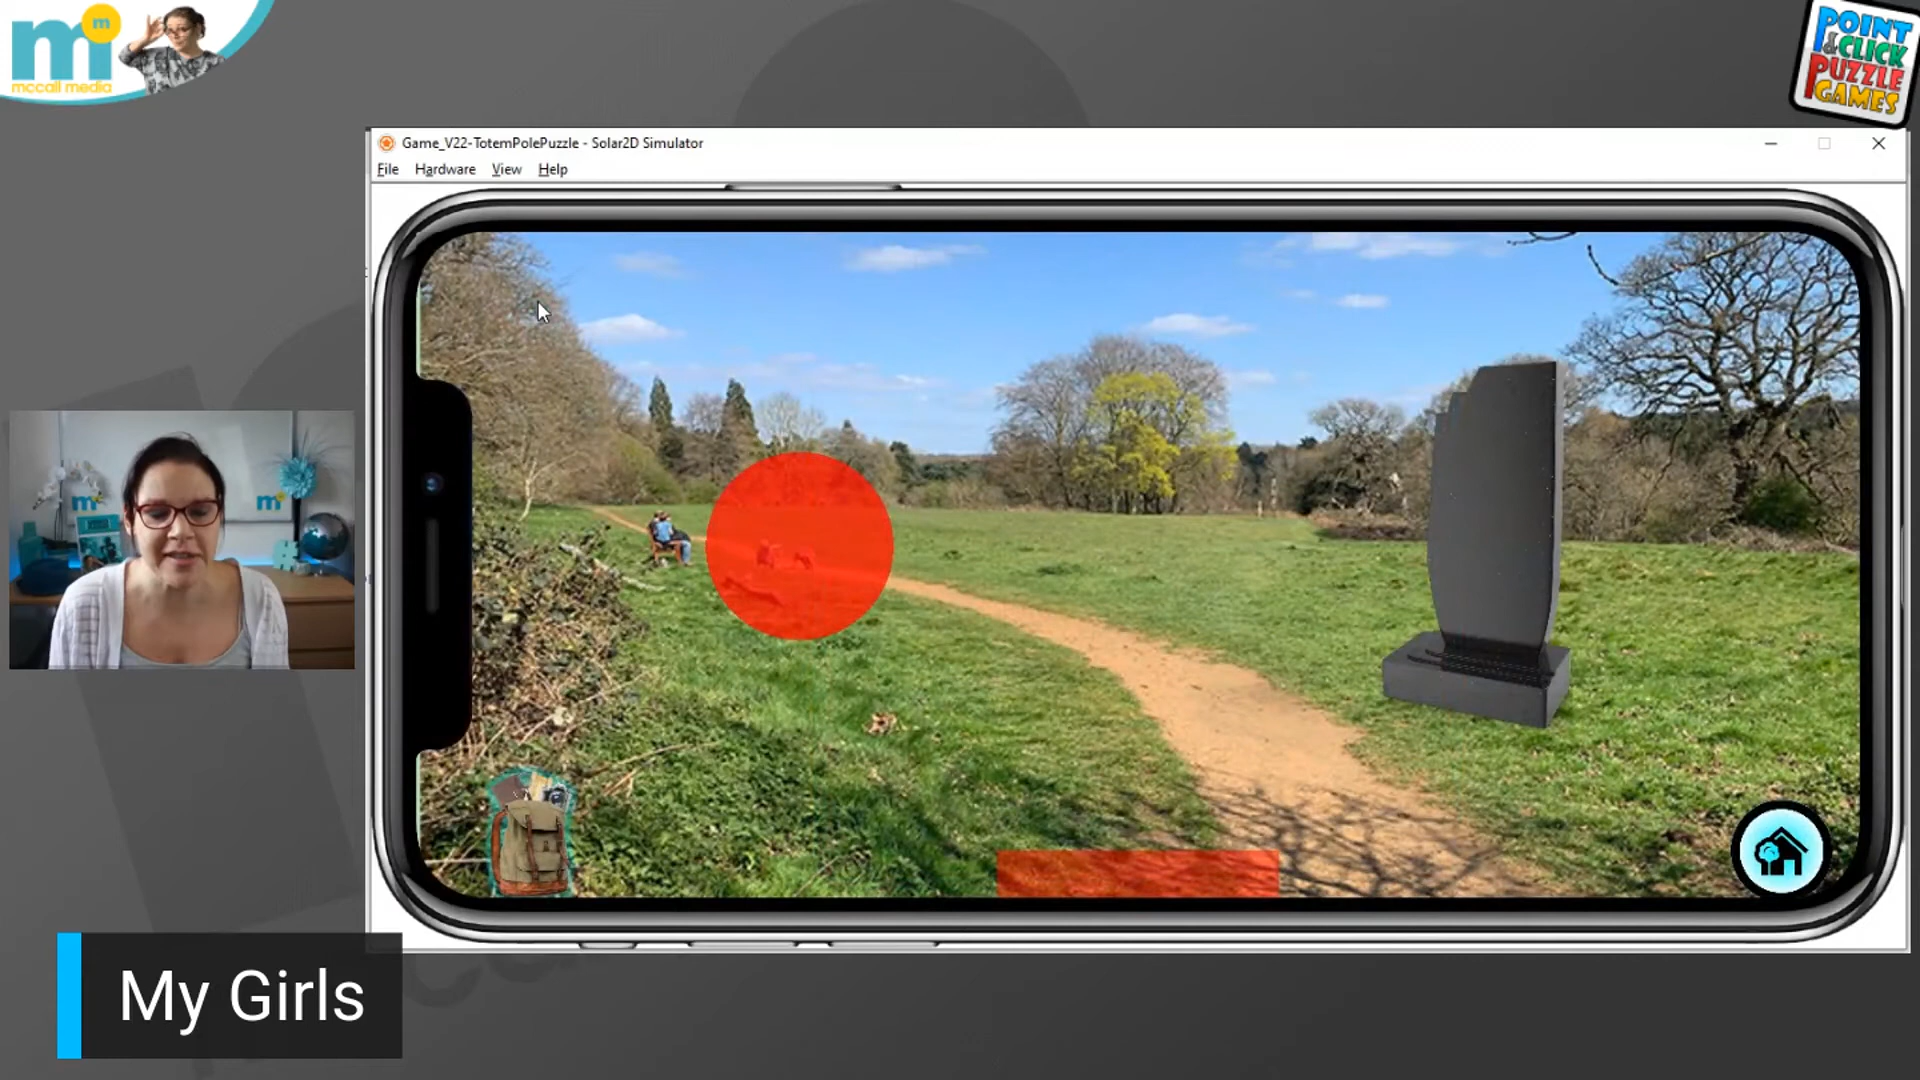 m
m
mccall media
POINT
&CLICK
PUZZLE
GAMES
Game_V22-TotemPolePuzzle - Solar2D Simulator
File Hardware View Help
m
m
My Girls